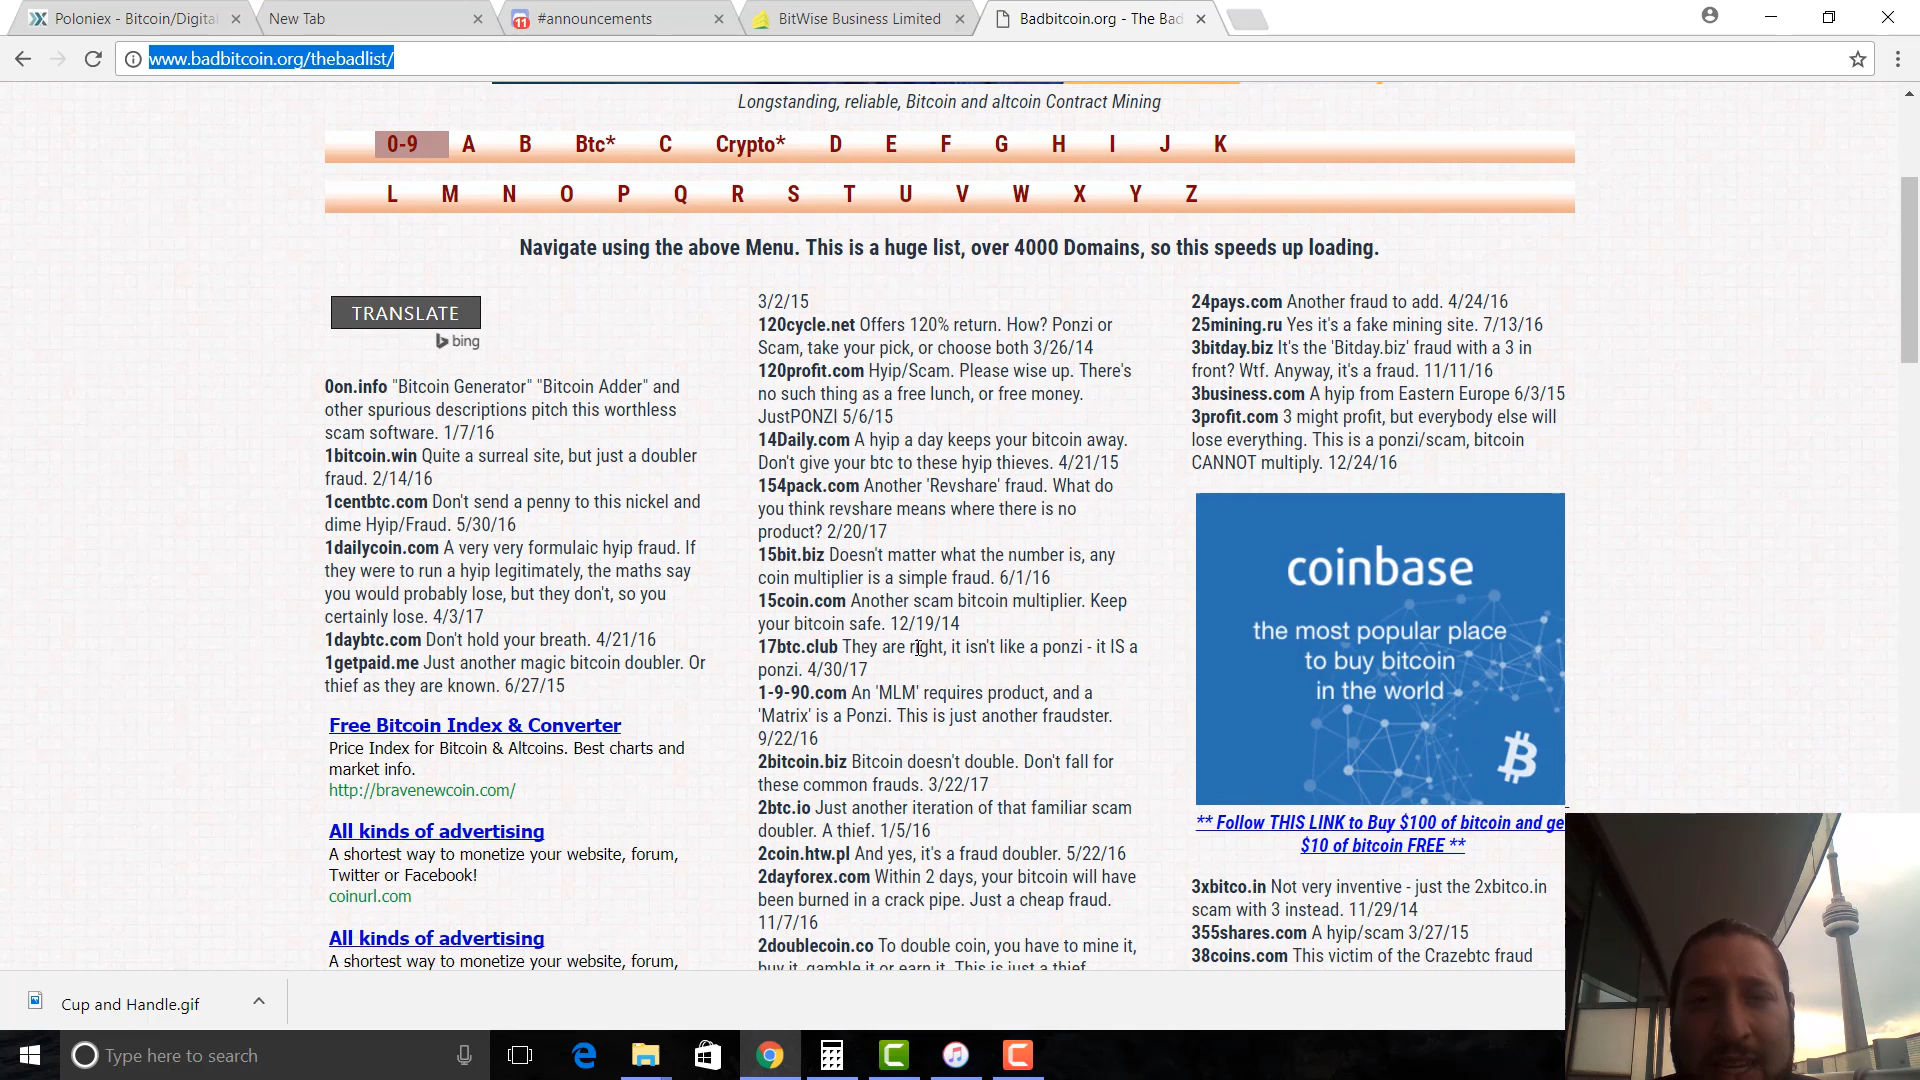 Poloniex - Bitcoin/Digital
New Tab
11
#announcements
BitWise Business Limited
Badbitcoin.org - The Bad
www.badbitcoin.org/thebadlist/
Longstanding, reliable, Bitcoin and altcoin Contract Mining
0-9 A B Btc* C Crypto* D E F G H I J K
L M N O P Q R S T U V W X Y Z
Navigate using the above Menu. This is a huge list, over 4000 Domains, so this speeds up loading.
TRANSLATE
bing
0on.info "Bitcoin Generator" "Bitcoin Adder" and
other spurious descriptions pitch this worthless
scam software. 1/7/16
1bitcoin.win Quite a surreal site, but just a doubler
fraud. 2/14/16
1centbtc.com Don't send a penny to this nickel and
dime Hyip/Fraud. 5/30/16
1dailycoin.com A very very formulaic hyip fraud. If
they were to run a hyip legitimately, the maths say
you would probably lose, but they don't, so you
certainly lose. 4/3/17
1daybtc.com Don't hold your breath. 4/21/16
1getpaid.me Just another magic bitcoin doubler. Or
thief as they are known. 6/27/15
Free Bitcoin Index & Converter
Price Index for Bitcoin & Altcoins. Best charts and
market info.
http://bravenewcoin.com/
All kinds of advertising
A shortest way to monetize your website, forum,
Twitter or Facebook!
coinurl.com
All kinds of advertising
A shortest way to monetize your website, forum,
3/2/15
120cycle.net Offers 120% return. How? Ponzi or
Scam, take your pick, or choose both 3/26/14
120profit.com Hyip/Scam. Please wise up. There's
no such thing as a free lunch, or free money.
JustPONZI 5/6/15
14Daily.com A hyip a day keeps your bitcoin away.
Don't give your btc to these hyip thieves. 4/21/15
154pack.com Another 'Revshare' fraud. What do
you think revshare means where there is no
product? 2/20/17
15bit.biz Doesn't matter what the number is, any
coin multiplier is a simple fraud. 6/1/16
15coin.com Another scam bitcoin multiplier. Keep
your bitcoin safe. 12/19/14
17btc.club They are right, it isn't like a ponzi - it IS a
ponzi. 4/30/17
1-9-90.com An 'MLM' requires product, and a
'Matrix' is a Ponzi. This is just another fraudster.
9/22/16
2bitcoin.biz Bitcoin doesn't double. Don't fall for
these common frauds. 3/22/17
2btc.io Just another iteration of that familiar scam
doubler. A thief. 1/5/16
2coin.htw.pl And yes, it's a fraud doubler. 5/22/16
2dayforex.com Within 2 days, your bitcoin will have
been burned in a crack pipe. Just a cheap fraud.
11/7/16
2doublecoin.co To double coin, you have to mine it,
buy it, gamble it or earn it. This is just a thief
24pays.com Another fraud to add. 4/24/16
25mining.ru Yes it's a fake mining site. 7/13/16
3bitday.biz It's the 'Bitday.biz' fraud with a 3 in
front? Wtf. Anyway, it's a fraud. 11/11/16
3business.com A hyip from Eastern Europe 6/3/15
3profit.com 3 might profit, but everybody else will
lose everything. This is a ponzi/scam, bitcoin
CANNOT multiply. 12/24/16
coinbase
the most popular place
to buy bitcoin
in the world
** Follow THIS LINK to Buy $100 of bitcoin and ge
$10 of bitcoin FREE **
3xbitco.in Not very inventive - just the 2xbitco.in
scam with 3 instead. 11/29/14
355shares.com A hyip/scam 3/27/15
38coins.com This victim of the Crazebtc fraud
Cup and Handle.gif
Type here to search